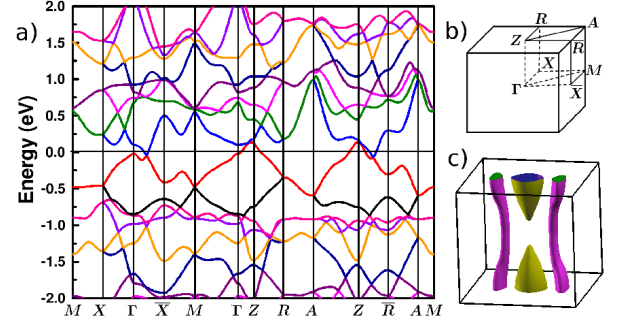 a)
Energy (eV)
2.0
1.5
1.0
0.5
0
-0.5
-1.0
-1.5
-2.0
M X Γ X̅ M Γ Z R A Z R̅ A M
b)
R A
Z R̅
X M
Γ X̅
c)